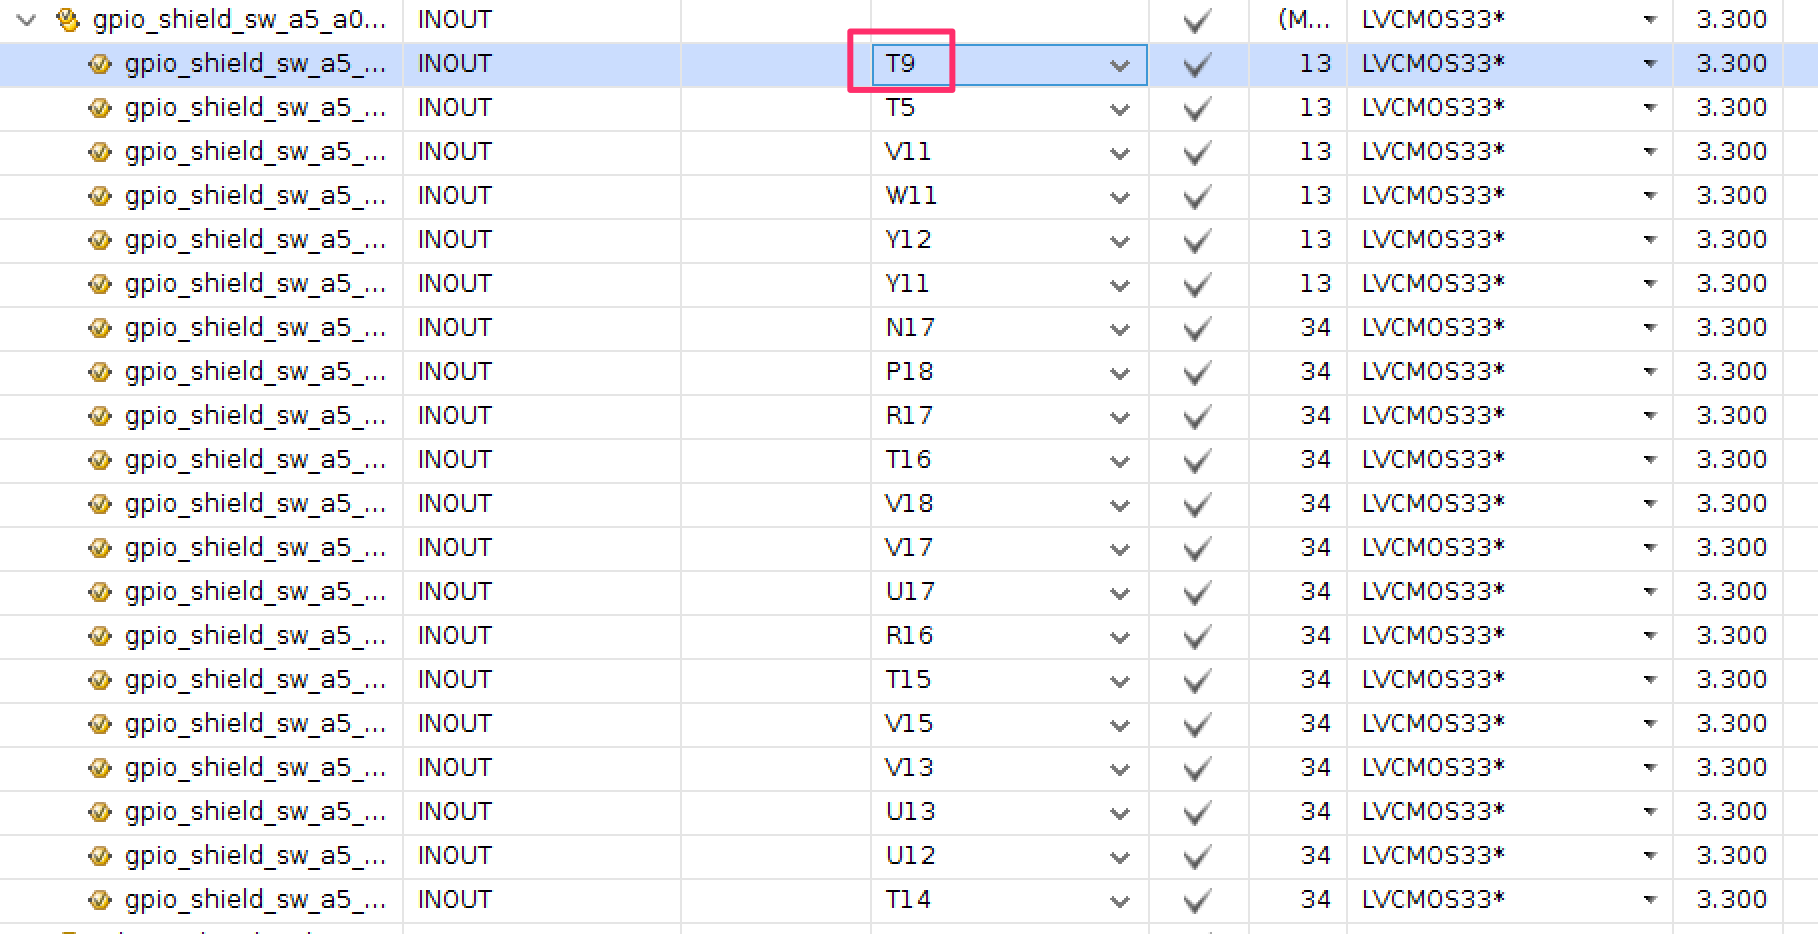 gpio_shield_sw_a5_a0... INOUT (M... LVCMOS33* 3.300
gpio_shield_sw_a5_... INOUT T9 13 LVCMOS33* 3.300
gpio_shield_sw_a5_... INOUT T5 13 LVCMOS33* 3.300
gpio_shield_sw_a5_... INOUT V11 13 LVCMOS33* 3.300
gpio_shield_sw_a5_... INOUT W11 13 LVCMOS33* 3.300
gpio_shield_sw_a5_... INOUT Y12 13 LVCMOS33* 3.300
gpio_shield_sw_a5_... INOUT Y11 13 LVCMOS33* 3.300
gpio_shield_sw_a5_... INOUT N17 34 LVCMOS33* 3.300
gpio_shield_sw_a5_... INOUT P18 34 LVCMOS33* 3.300
gpio_shield_sw_a5_... INOUT R17 34 LVCMOS33* 3.300
gpio_shield_sw_a5_... INOUT T16 34 LVCMOS33* 3.300
gpio_shield_sw_a5_... INOUT V18 34 LVCMOS33* 3.300
gpio_shield_sw_a5_... INOUT V17 34 LVCMOS33* 3.300
gpio_shield_sw_a5_... INOUT U17 34 LVCMOS33* 3.300
gpio_shield_sw_a5_... INOUT R16 34 LVCMOS33* 3.300
gpio_shield_sw_a5_... INOUT T15 34 LVCMOS33* 3.300
gpio_shield_sw_a5_... INOUT V15 34 LVCMOS33* 3.300
gpio_shield_sw_a5_... INOUT V13 34 LVCMOS33* 3.300
gpio_shield_sw_a5_... INOUT U13 34 LVCMOS33* 3.300
gpio_shield_sw_a5_... INOUT U12 34 LVCMOS33* 3.300
gpio_shield_sw_a5_... INOUT T14 34 LVCMOS33* 3.300